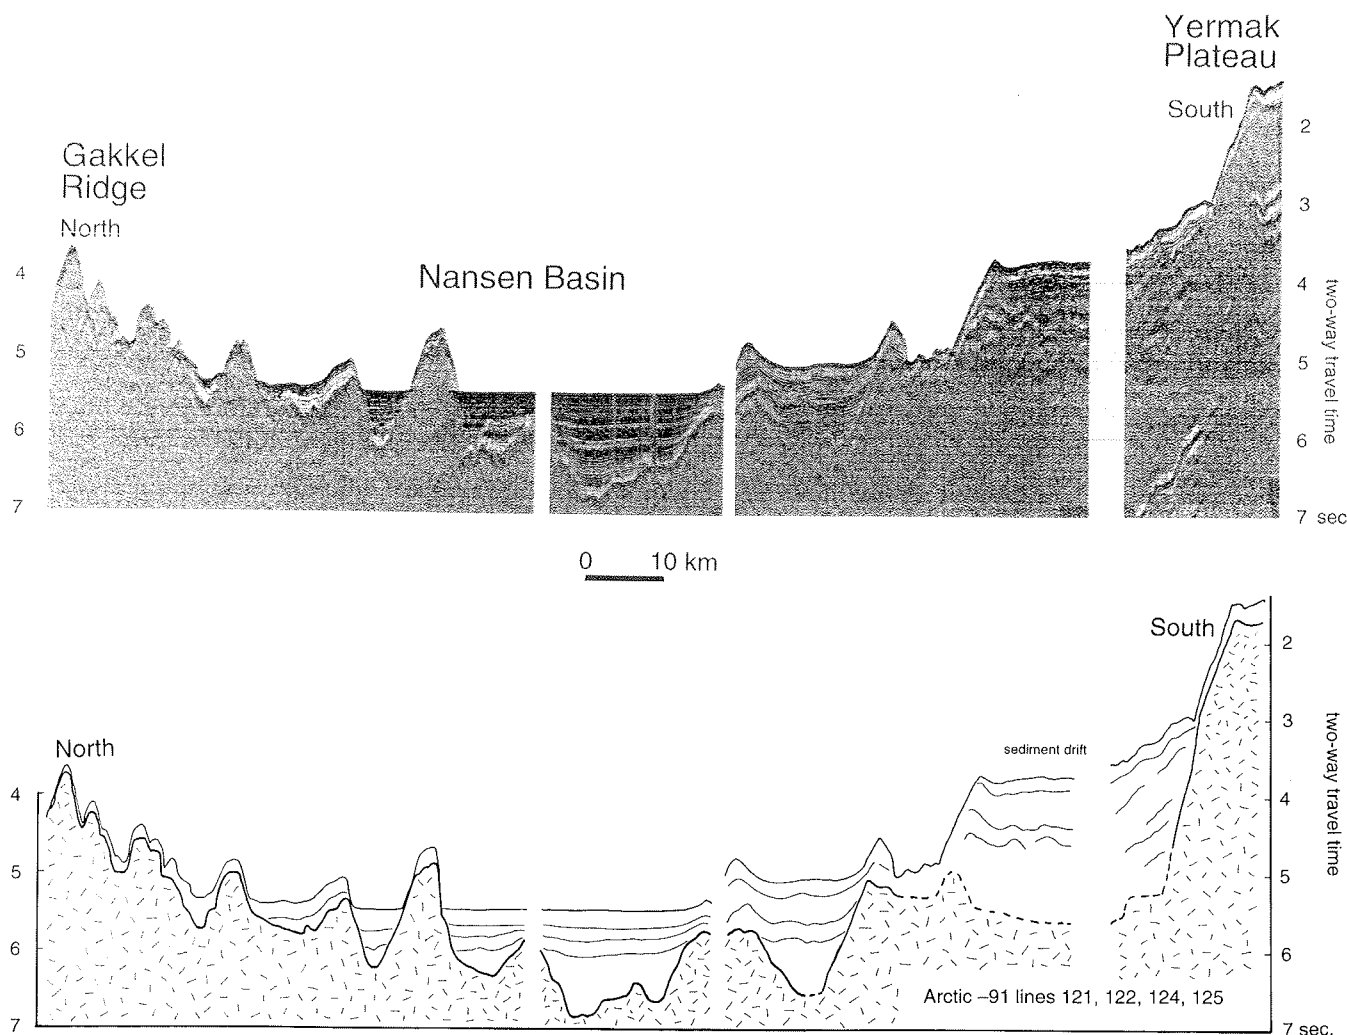 Yermak
Plateau
South
Gakkel
Ridge
North
Nansen Basin
4
5
6
7
2
3
4
5
6
7 sec
two-way travel time
0 10 km
South
North
sediment drift
4
5
6
7
2
3
4
5
6
7 sec.
two-way travel time
Arctic –91 lines 121, 122, 124, 125